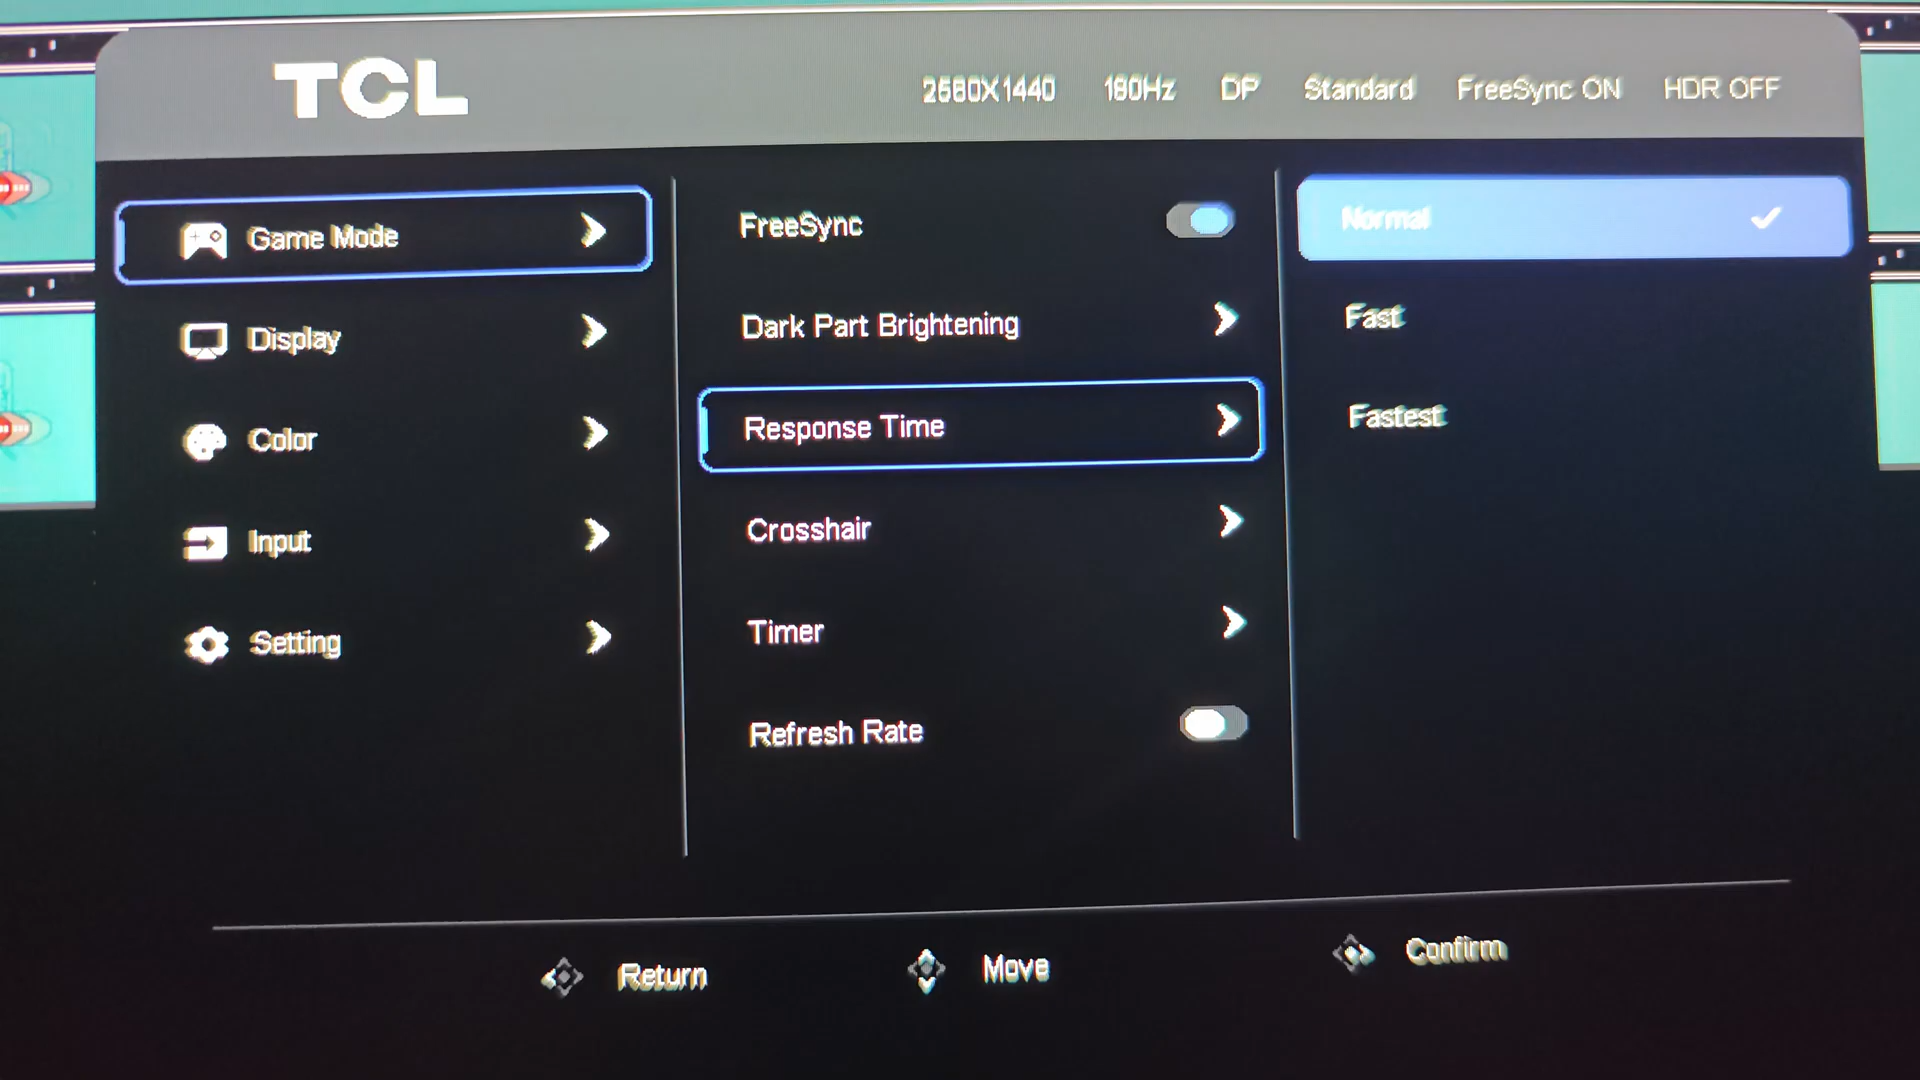 TCL
2560X1440 180Hz DP Standard FreeSync ON HDR OFF
Game Mode
Display
Color
Input
Setting
FreeSync
Dark Part Brightening
Response Time
Crosshair
Timer
Refresh Rate
Normal
Fast
Fastest
Return Move Confirm